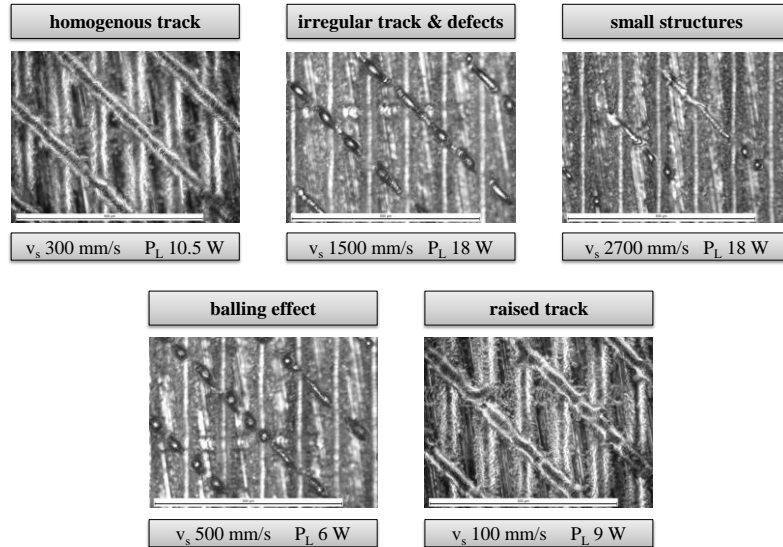 homogenous track
irregular track & defects
small structures
v_s 300 mm/s P_L 10.5 W
v_s 1500 mm/s P_L 18 W
v_s 2700 mm/s P_L 18 W
balling effect
raised track
v_s 500 mm/s P_L 6 W
v_s 100 mm/s P_L 9 W